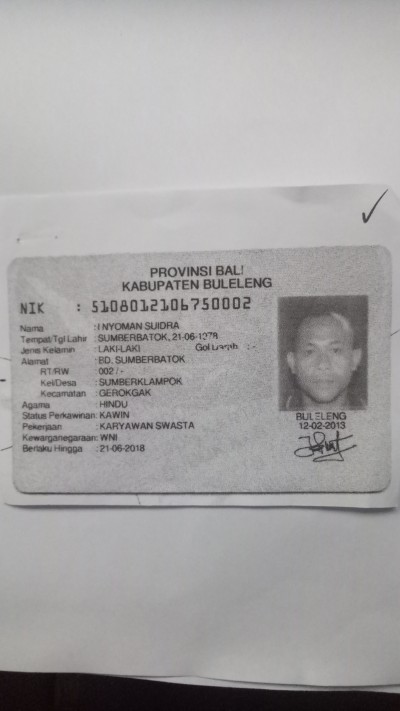 PROVINSI BALI
KABUPATEN BULELENG
NIK : 5108012106750002
Nama : I NYOMAN SUIDRA
Tempat/Tgl Lahir : SUMBERBATOK, 21-06-
Jenis Kelamin : LAKI-LAKI Gol Darah : -
Alamat : BD. SUMBERBATOK
RT/RW : 002 / -
Kel/Desa : SUMBERKLAMPOK
Kecamatan : GEROKGAK
Agama : HINDU
Status Perkawinan: KAWIN
Pekerjaan : KARYAWAN SWASTA
Kewarganegaraan: WNI
Berlaku Hingga : 21-06-2018
BULELENG
12-02-2013